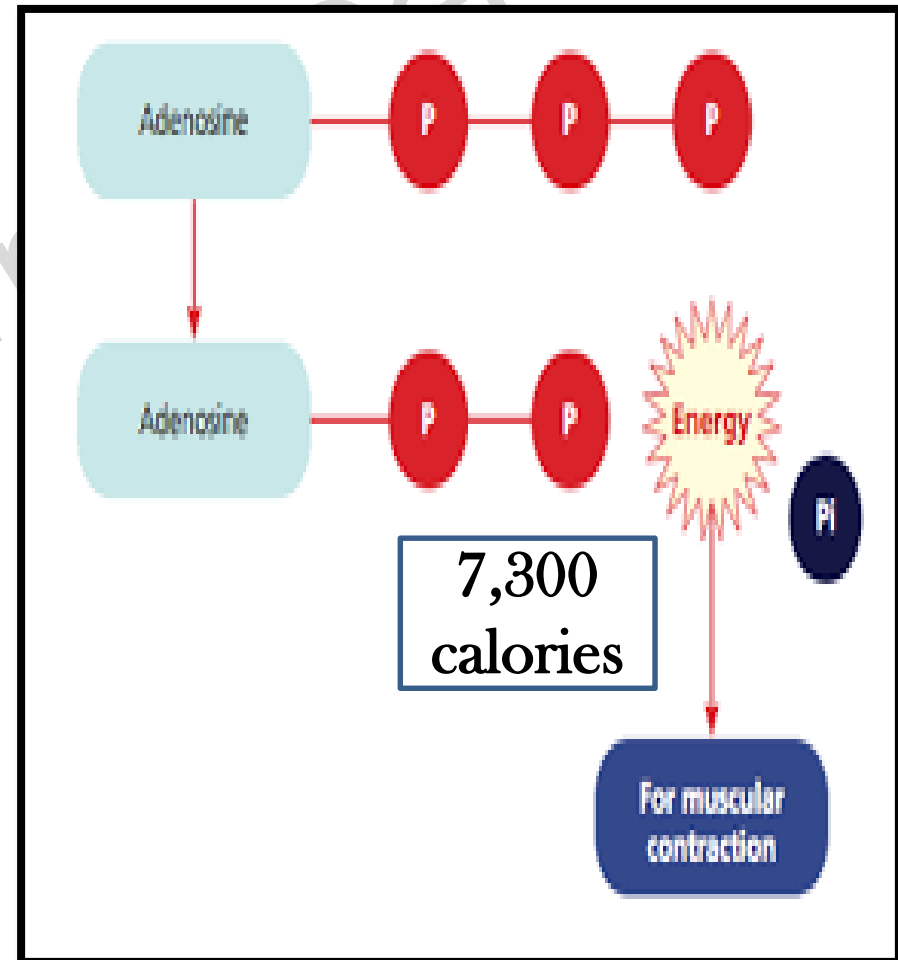 Adenosine P P P
Adenosine P P Energy
Pi
7,300
calories
For muscular
contraction